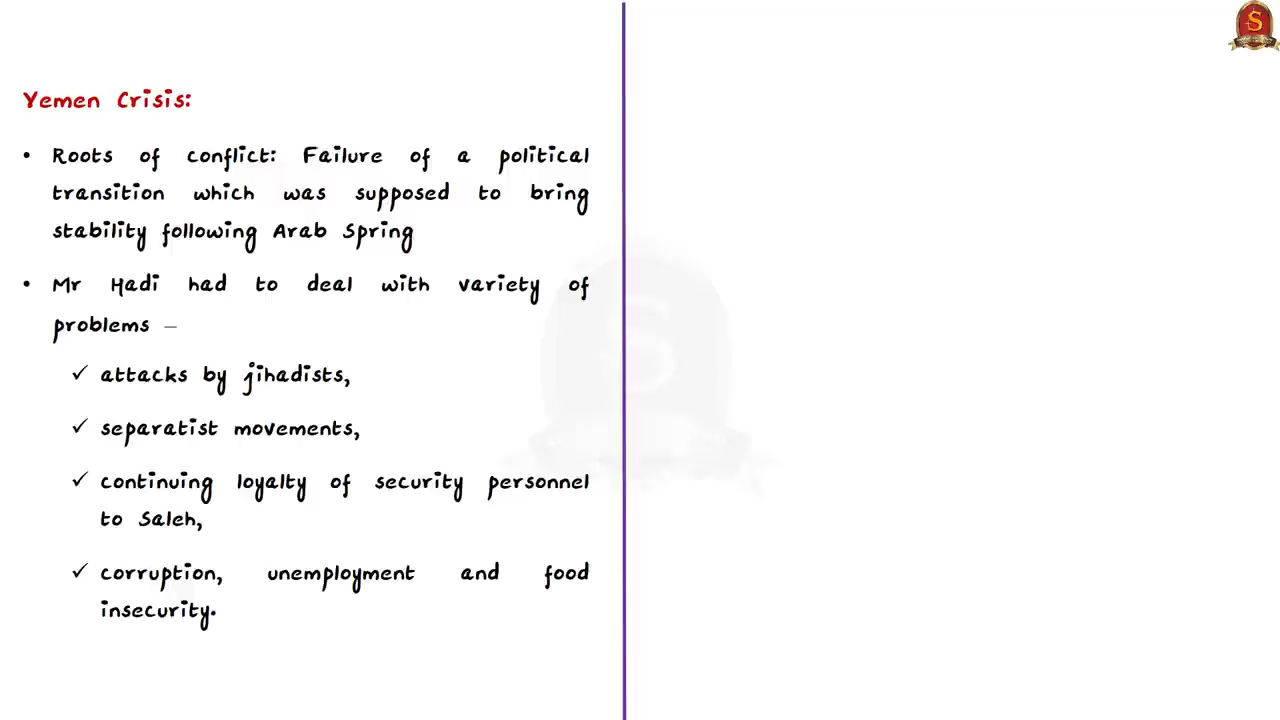 S
Yemen Crisis:
• Roots of conflict: Failure of a political
transition which was supposed to bring
stability following Arab Spring
• Mr Hadi had to deal with variety of
problems –
✓ attacks by jihadists,
✓ separatist movements,
✓ continuing loyalty of security personnel
to Saleh,
✓ corruption, unemployment and food
insecurity.
S